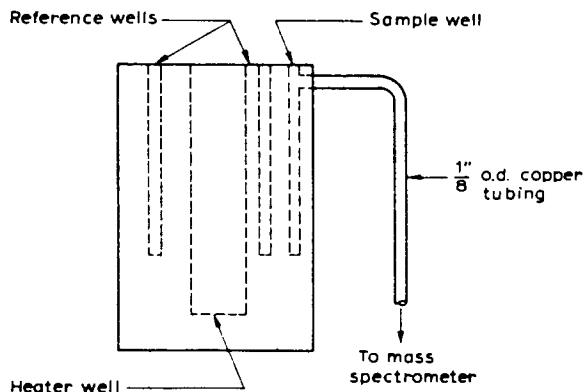 Reference wells
Sample well
1" 
8 o.d. copper
tubing
To mass
spectrometer
Heater well